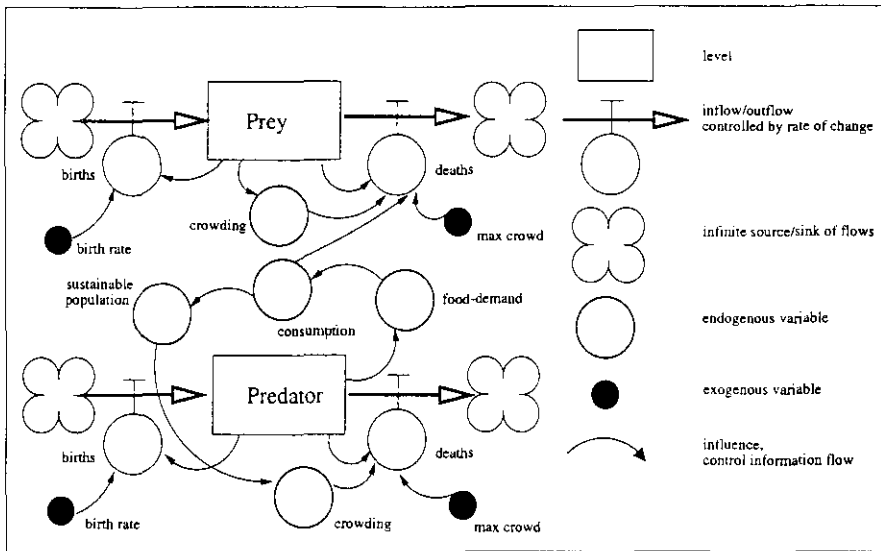 Prey
births
deaths
birth rate
crowding
max crowd
sustainable
population
consumption
food-demand
Predator
births
deaths
birth rate
crowding
max crowd
level
inflow/outflow
controlled by rate of change
infinite source/sink of flows
endogenous variable
exogenous variable
influence,
control information flow